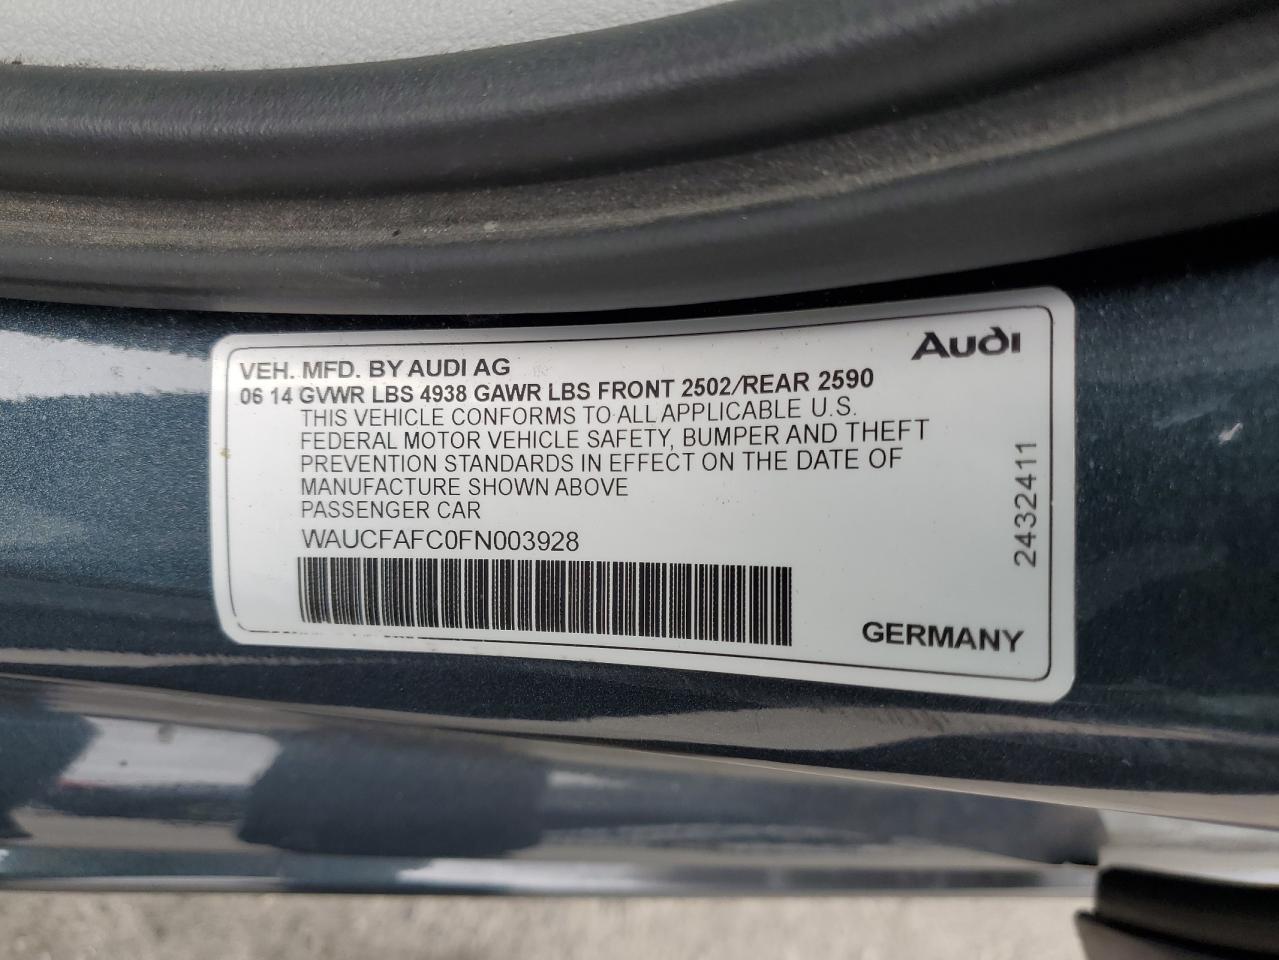 Audi
VEH. MFD. BY AUDI AG
06 14 GVWR LBS 4938 GAWR LBS FRONT 2502/REAR 2590
THIS VEHICLE CONFORMS TO ALL APPLICABLE U.S.
FEDERAL MOTOR VEHICLE SAFETY, BUMPER AND THEFT
PREVENTION STANDARDS IN EFFECT ON THE DATE OF
MANUFACTURE SHOWN ABOVE
PASSENGER CAR
WAUCFAFC0FN003928
2432411
GERMANY